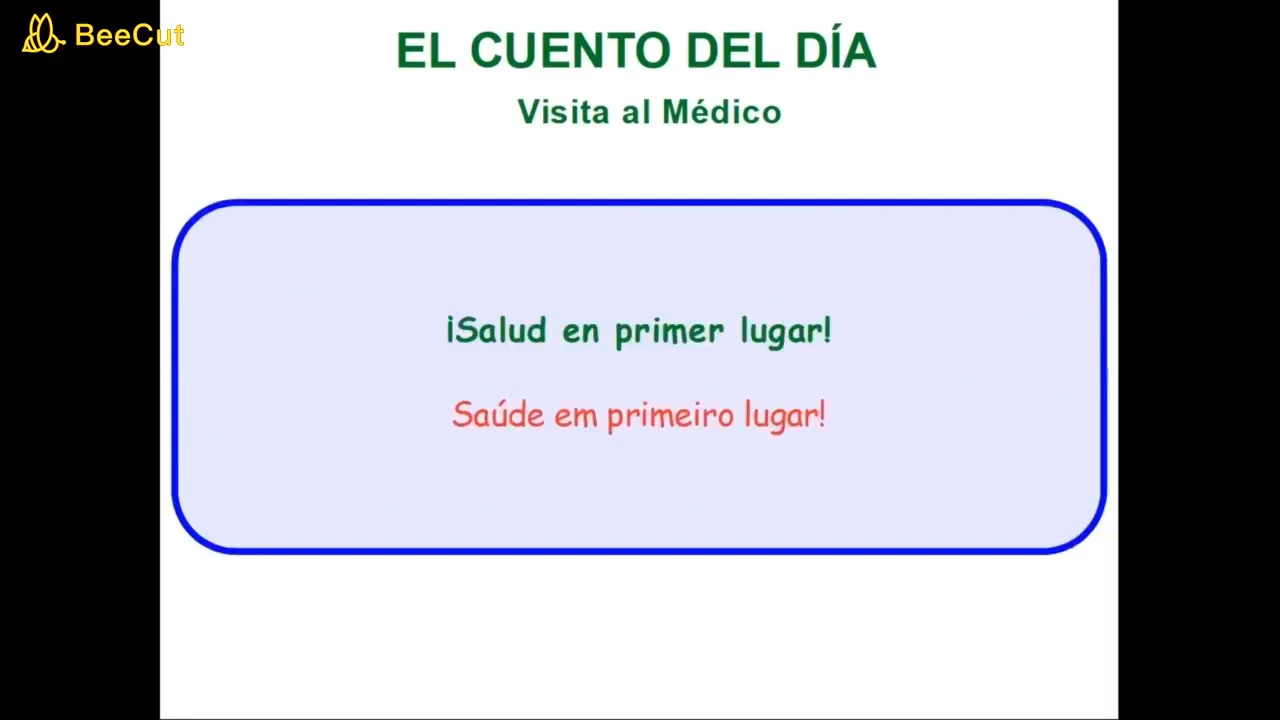 BeeCut
EL CUENTO DEL DÍA
Visita al Médico
¡Salud en primer lugar!
Saúde em primeiro lugar!